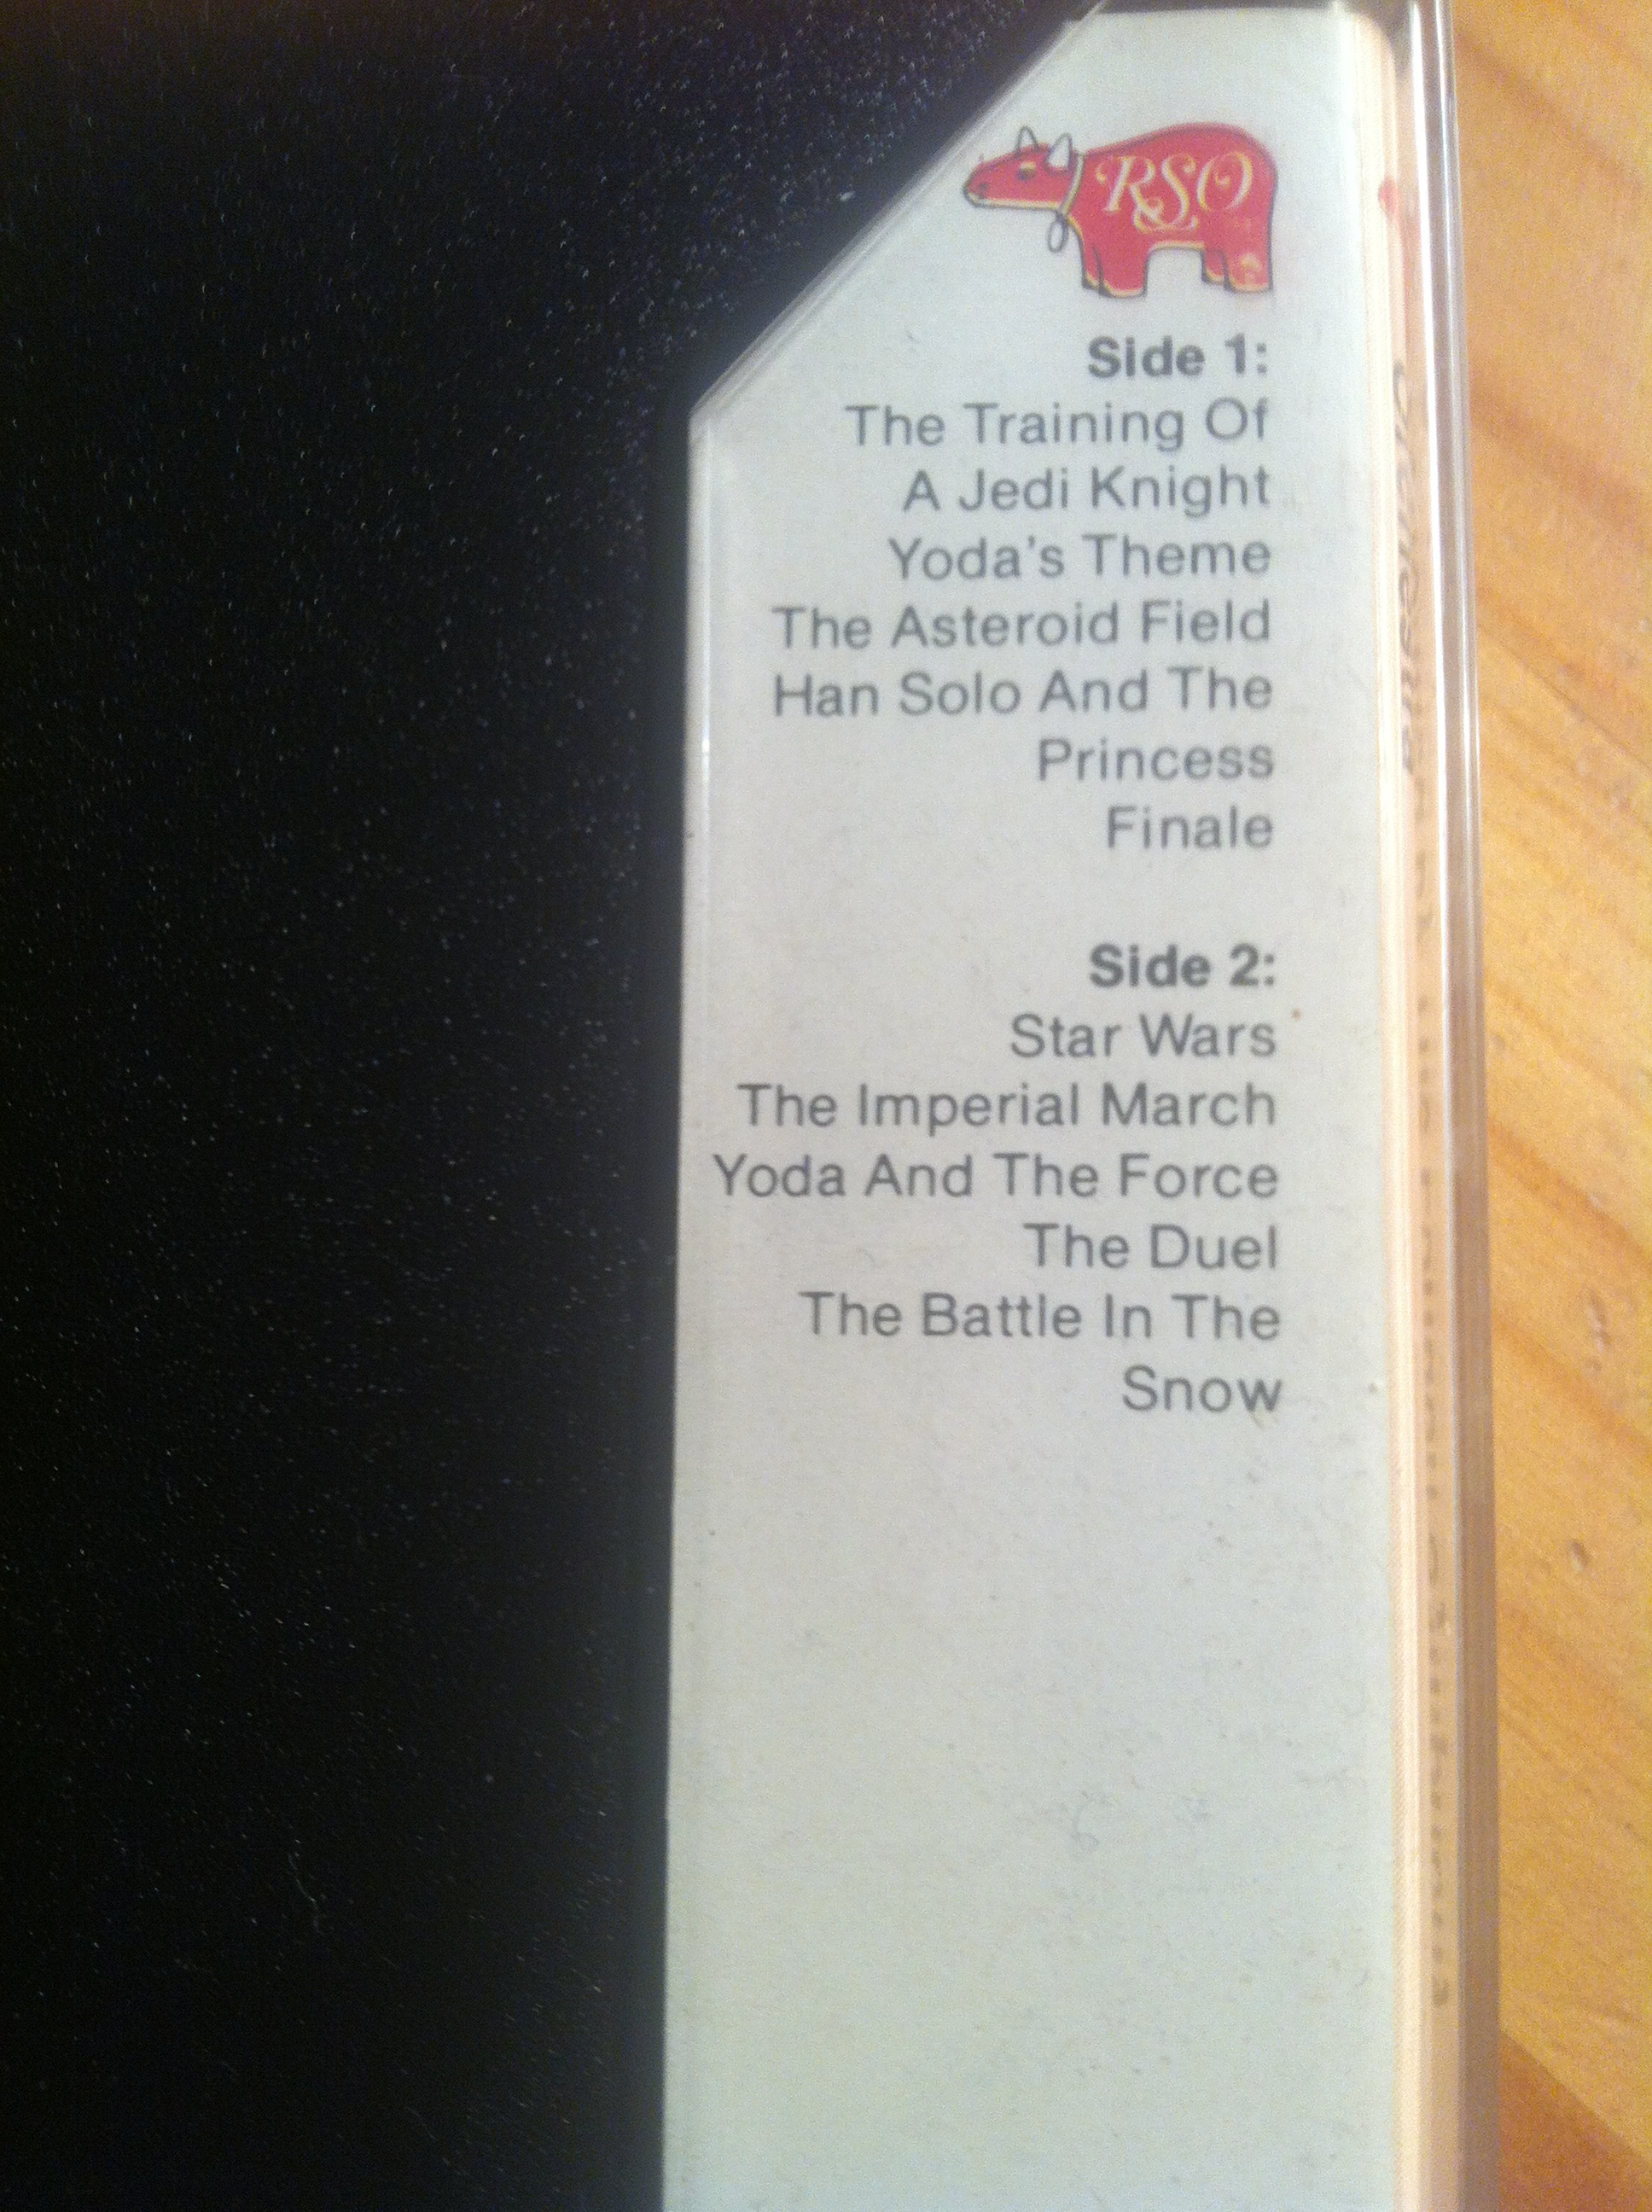 RSO
Side 1:
The Training Of
A Jedi Knight
Yoda's Theme
The Asteroid Field
Han Solo And The
Princess
Finale
Side 2:
Star Wars
The Imperial March
Yoda And The Force
The Duel
The Battle In The
Snow